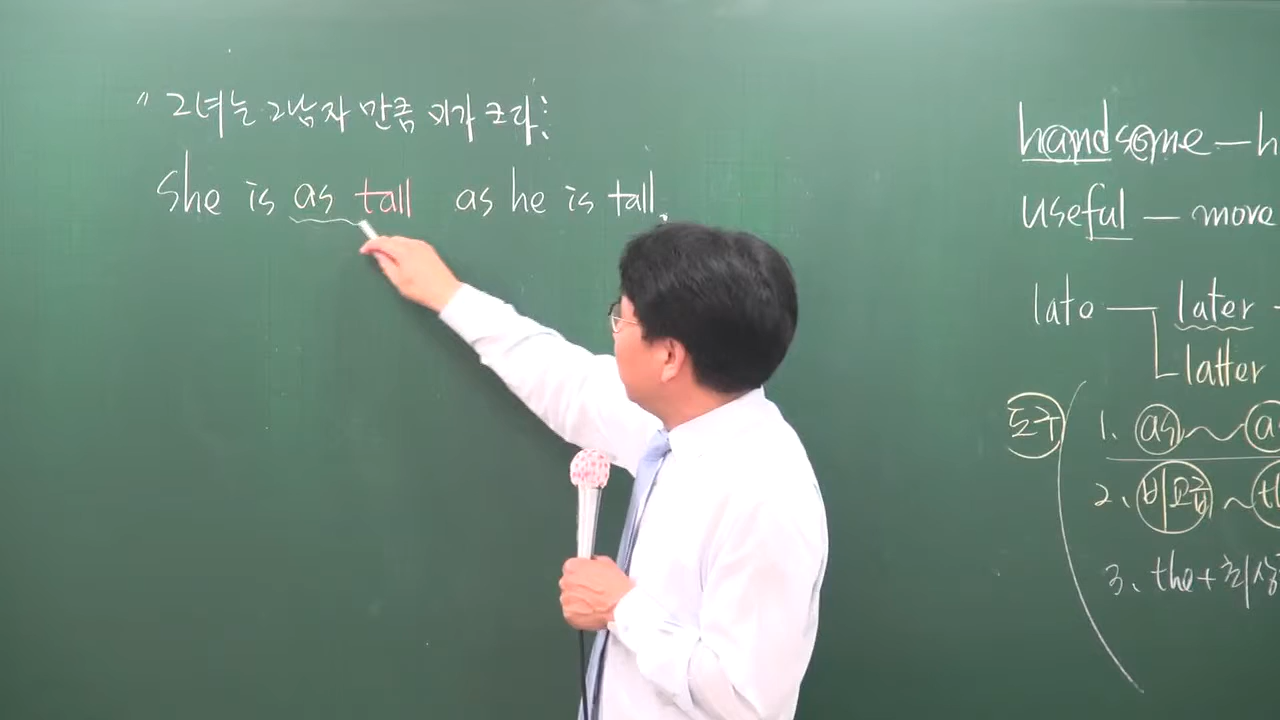 " 그녀는 그남자 만큼 키가 크다
She is as tall as he is tall.
handsome — h
useful — more
late — later
latter
도구
1. as ~ a
2. 비교급 ~ th
3. the + 최상